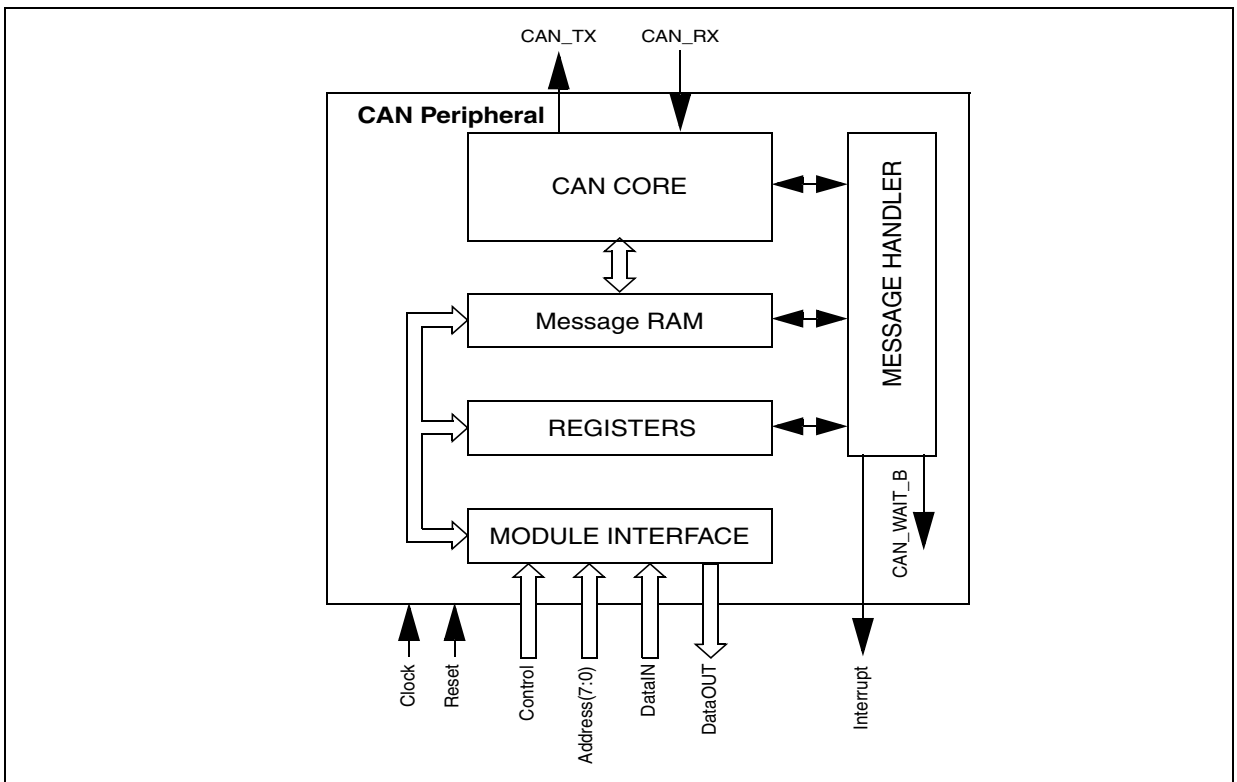 CAN_TX
CAN_RX
CAN Peripheral
CAN CORE
MESSAGE HANDLER
Message RAM
REGISTERS
MODULE INTERFACE
CAN_WAIT_B
Clock
Reset
Control
Address(7:0)
DataIN
DataOUT
Interrupt